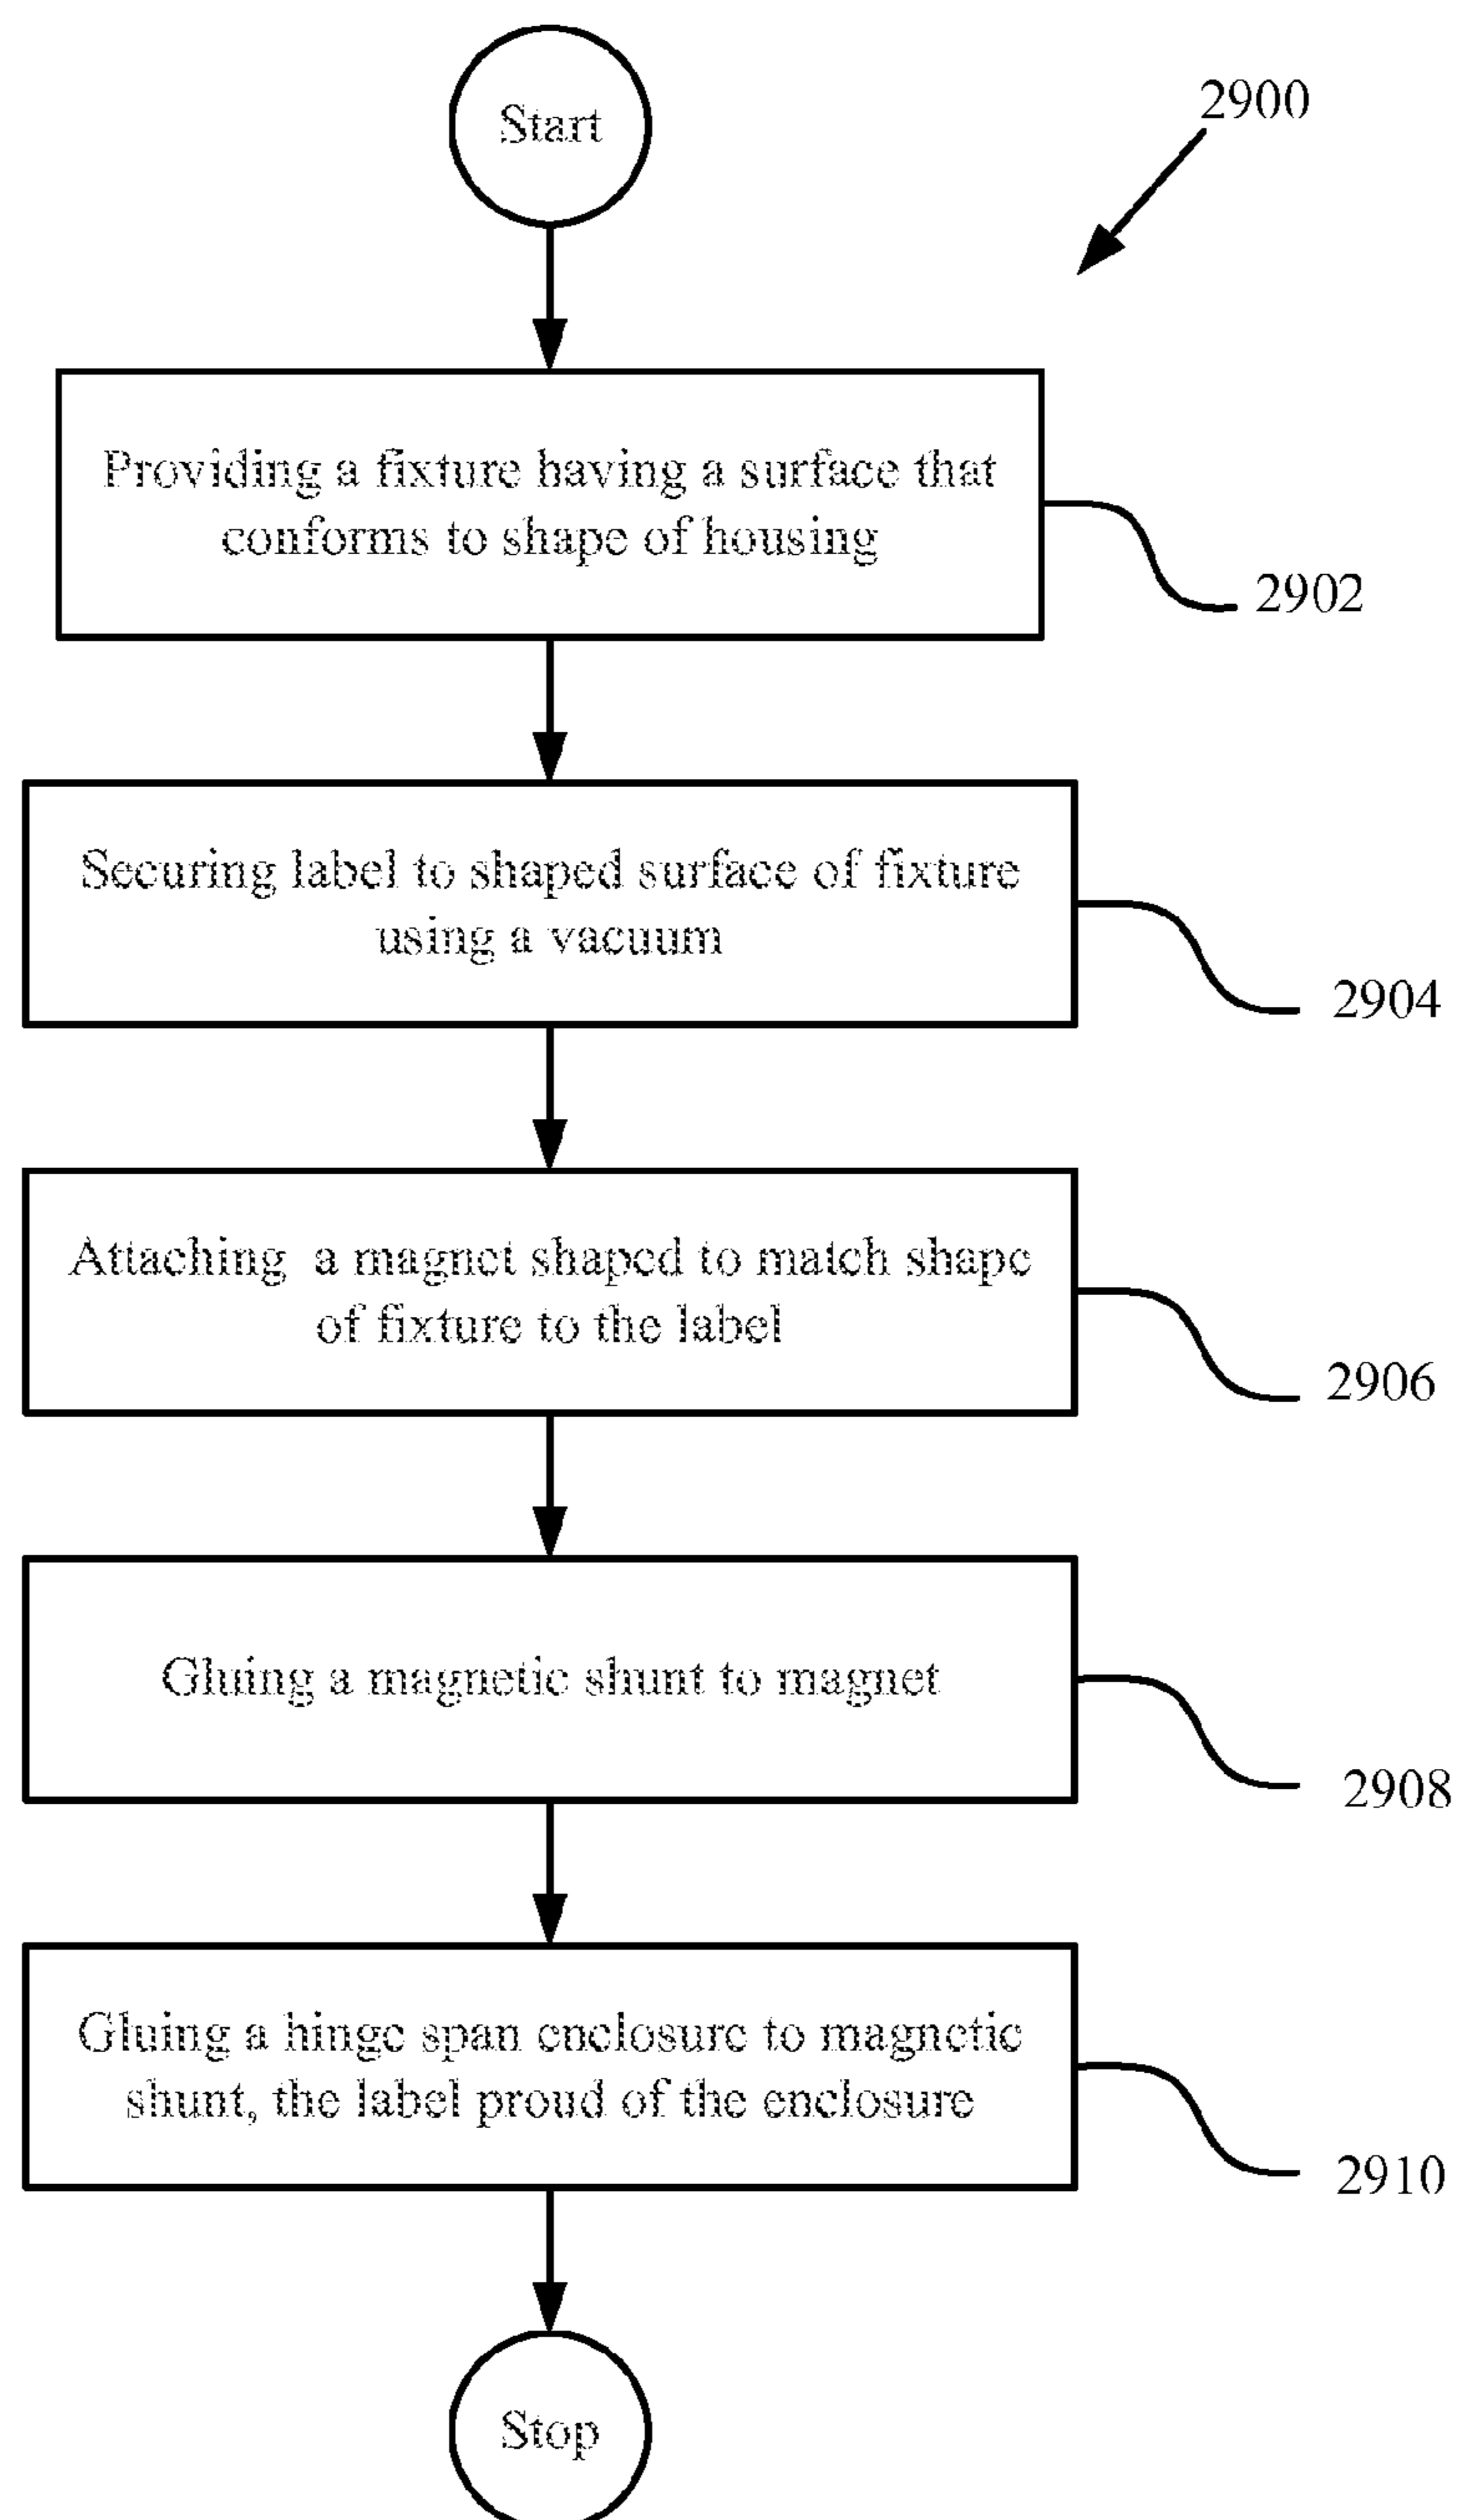 Start
2900
Providing a fixture having a surface that
conforms to shape of housing
2902
Securing label to shaped surface of fixture
using a vacuum
2904
Attaching a magnet shaped to match shape
of fixture to the label
2906
Gluing a magnetic shunt to magnet
2908
Gluing a hinge span enclosure to magnetic
shunt, the label proud of the enclosure
2910
Stop